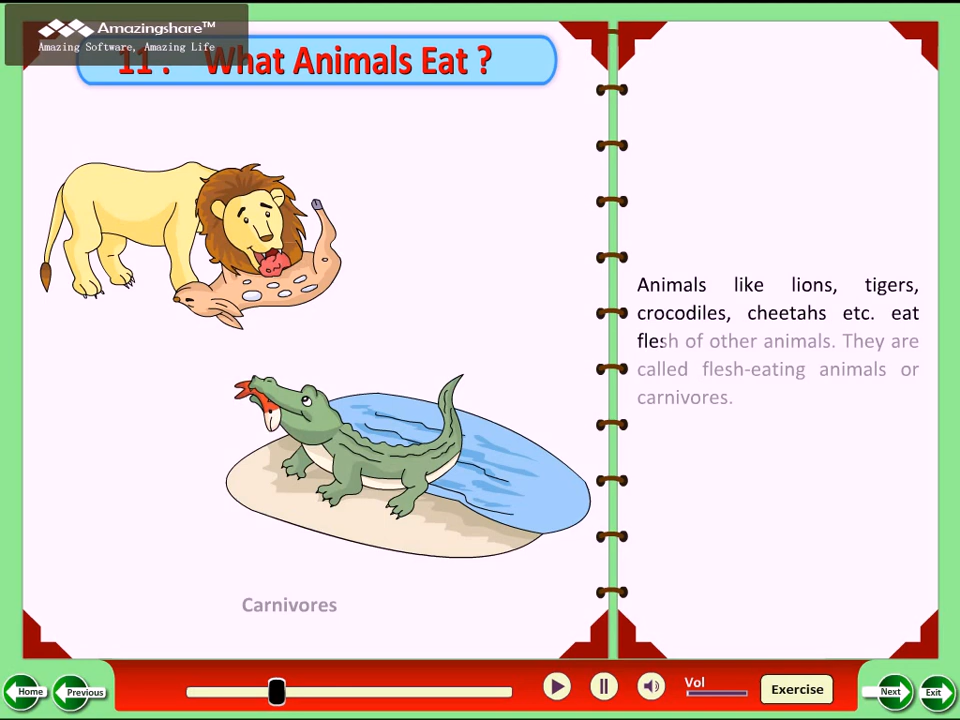 Amazingshare™
Amazing Software, Amazing Life
11 . What Animals Eat ?
Animals like lions, tigers,
crocodiles, cheetahs etc. eat
flesh of other animals. They are
called flesh-eating animals or
carnivores.
Carnivores
Home
Previous
Vol
Exercise
Next
Exit